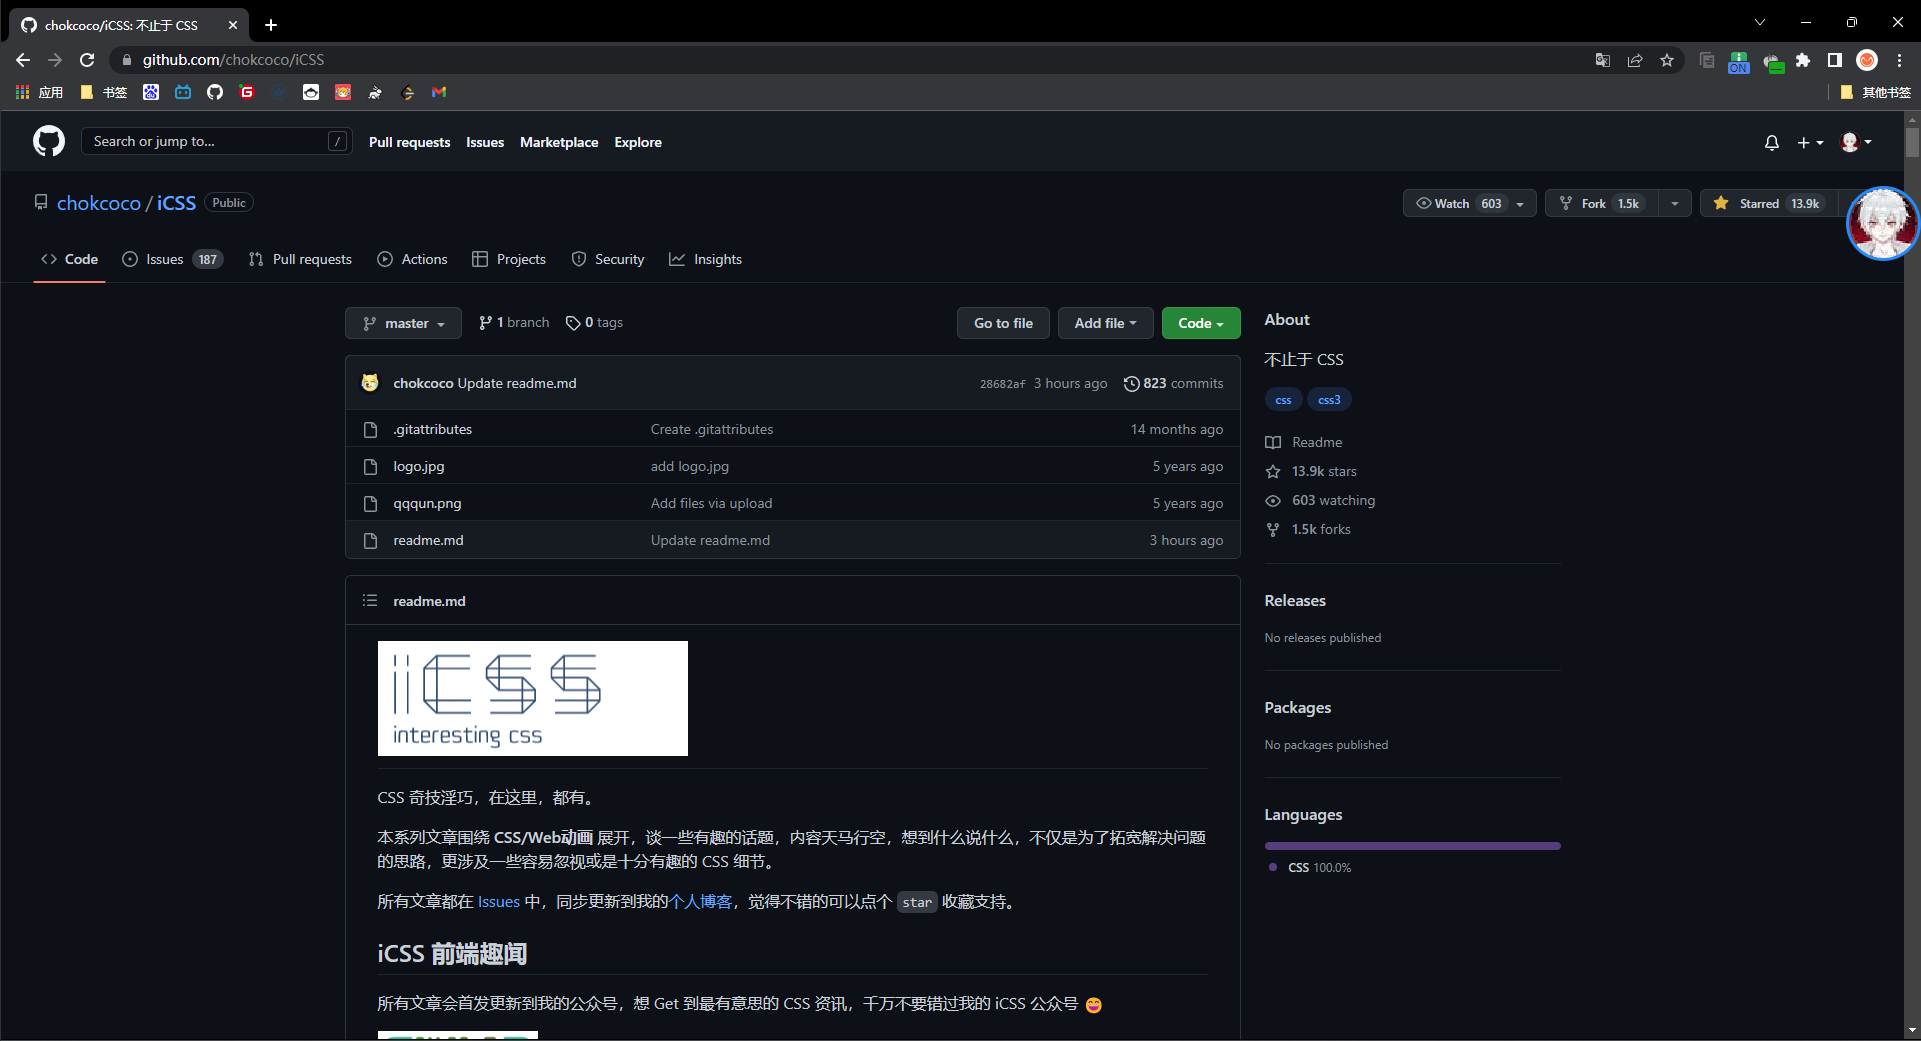 chokcoco/iCSS: 不止于 CSS
github.com/chokcoco/iCSS
ON
应用
书签
其他书签
Search or jump to...
/
Pull requests
Issues
Marketplace
Explore
chokcoco / iCSS
Public
Watch 603
Fork 1.5k
Starred 13.9k
Code
Issues 187
Pull requests
Actions
Projects
Security
Insights
master
1 branch
0 tags
Go to file
Add file
Code
chokcoco Update readme.md
28682af 3 hours ago
823 commits
.gitattributes
Create .gitattributes
14 months ago
logo.jpg
add logo.jpg
5 years ago
qqqun.png
Add files via upload
5 years ago
readme.md
Update readme.md
3 hours ago
readme.md
iiCSS
interesting css
CSS 奇技淫巧，在这里，都有。
本系列文章围绕 CSS/Web动画 展开，谈一些有趣的话题，内容天马行空，想到什么说什么，不仅是为了拓宽解决问题
的思路，更涉及一些容易忽视或是十分有趣的 CSS 细节。
所有文章都在 Issues 中，同步更新到我的个人博客，觉得不错的可以点个 star 收藏支持。
iCSS 前端趣闻
所有文章会首发更新到我的公众号，想 Get 到最有意思的 CSS 资讯，千万不要错过我的 iCSS 公众号 😄
About
不止于 CSS
css
css3
Readme
13.9k stars
603 watching
1.5k forks
Releases
No releases published
Packages
No packages published
Languages
CSS 100.0%